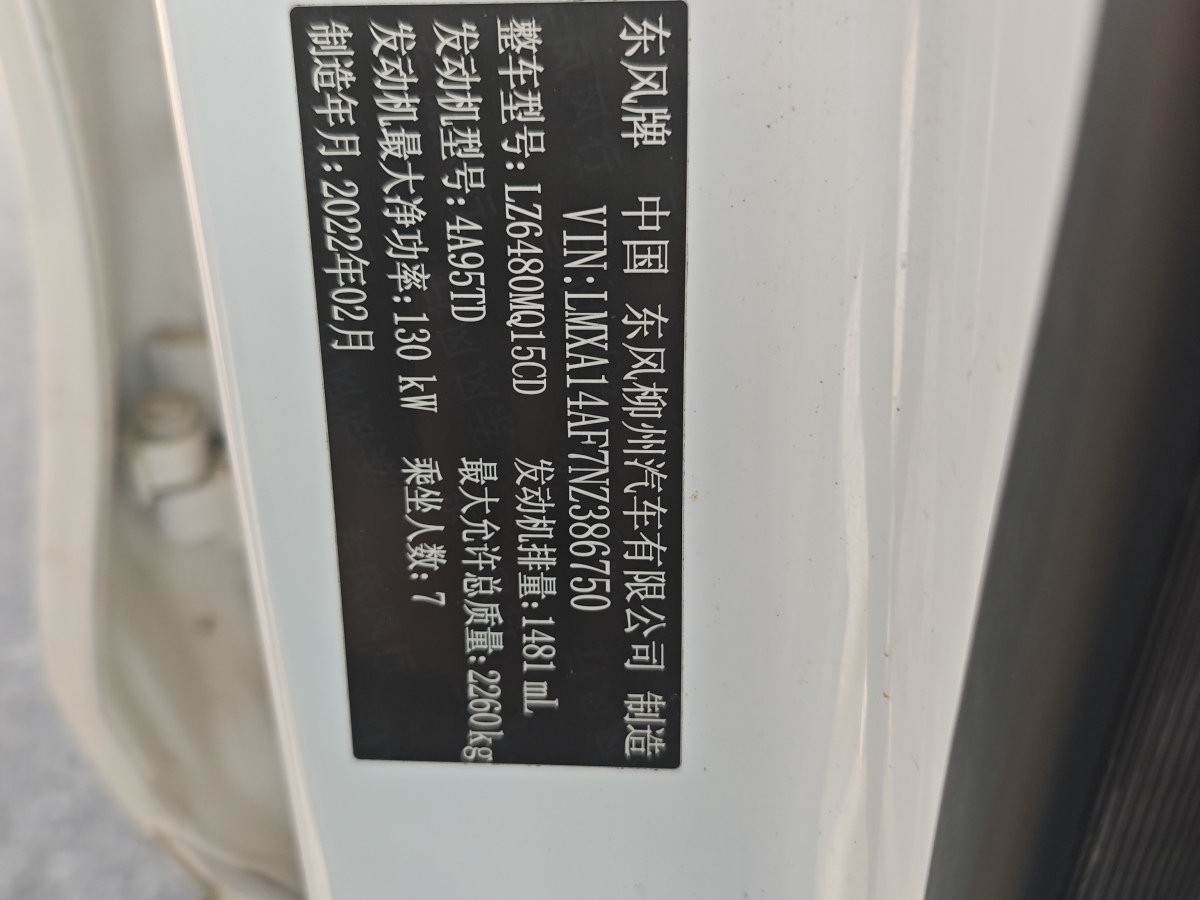 东风牌 中国 东风柳州汽车有限公司 制造
VIN:LMXA14AF7NZ386750
整车型号:LZ6480MQ15CD 发动机排量:1481 mL
发动机型号:4A95TD 最大允许总质量:2260kg
发动机最大净功率:130 kW 乘坐人数:7
制造年月:2022年02月